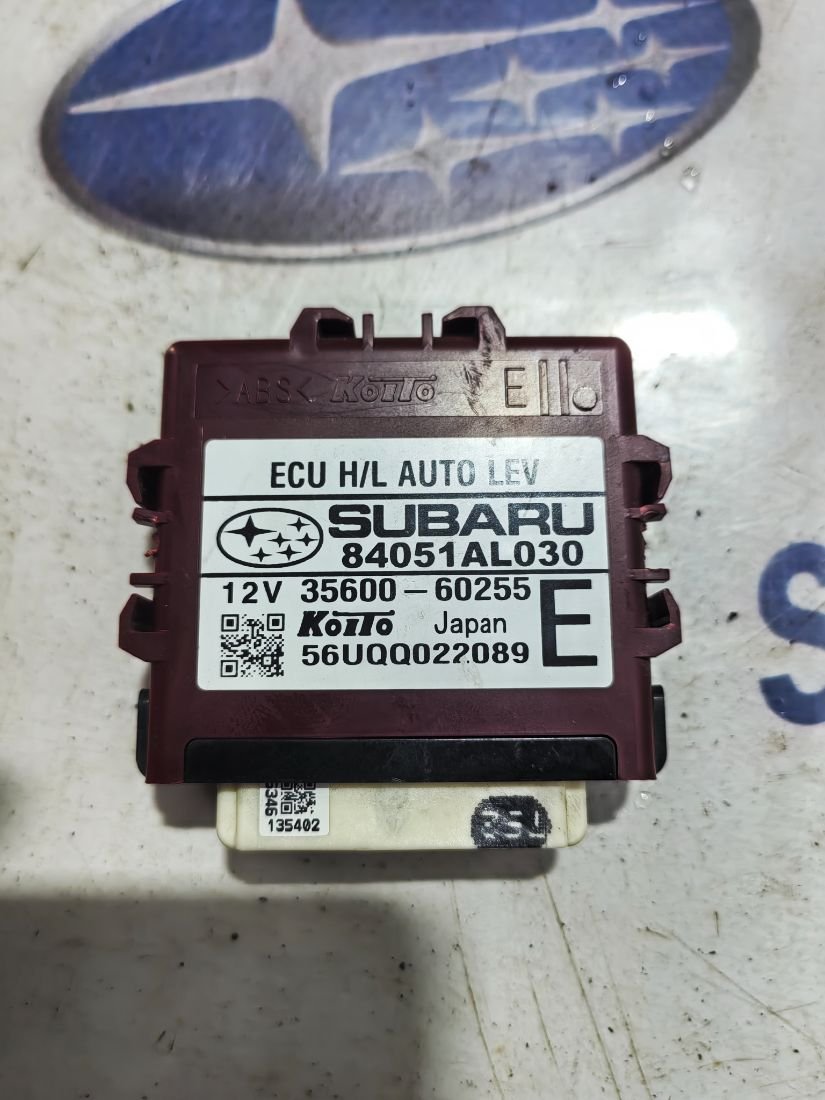 >ABS< KOITO E11
ECU H/L AUTO LEV
SUBARU
84051AL030
12V 35600-60255
KOITO Japan E
56UQQ022089
135402
S